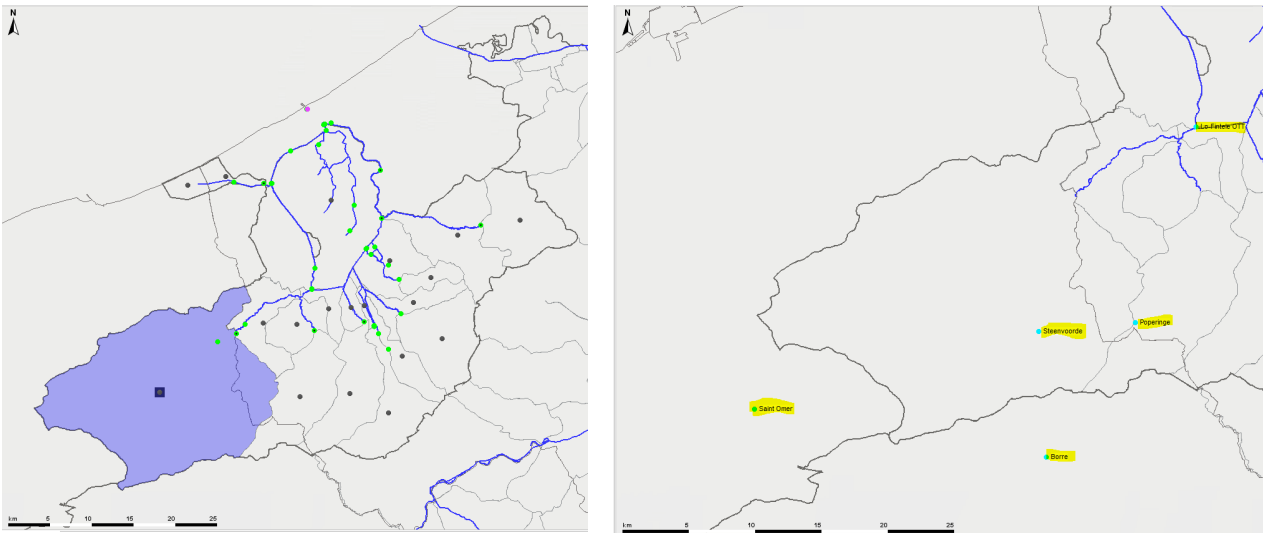 N
km 5 10 15 20 25
N
Lo-Fintele OTT
Poperinge
Steenvoorde
Saint Omer
Borre
km 5 10 15 20 25